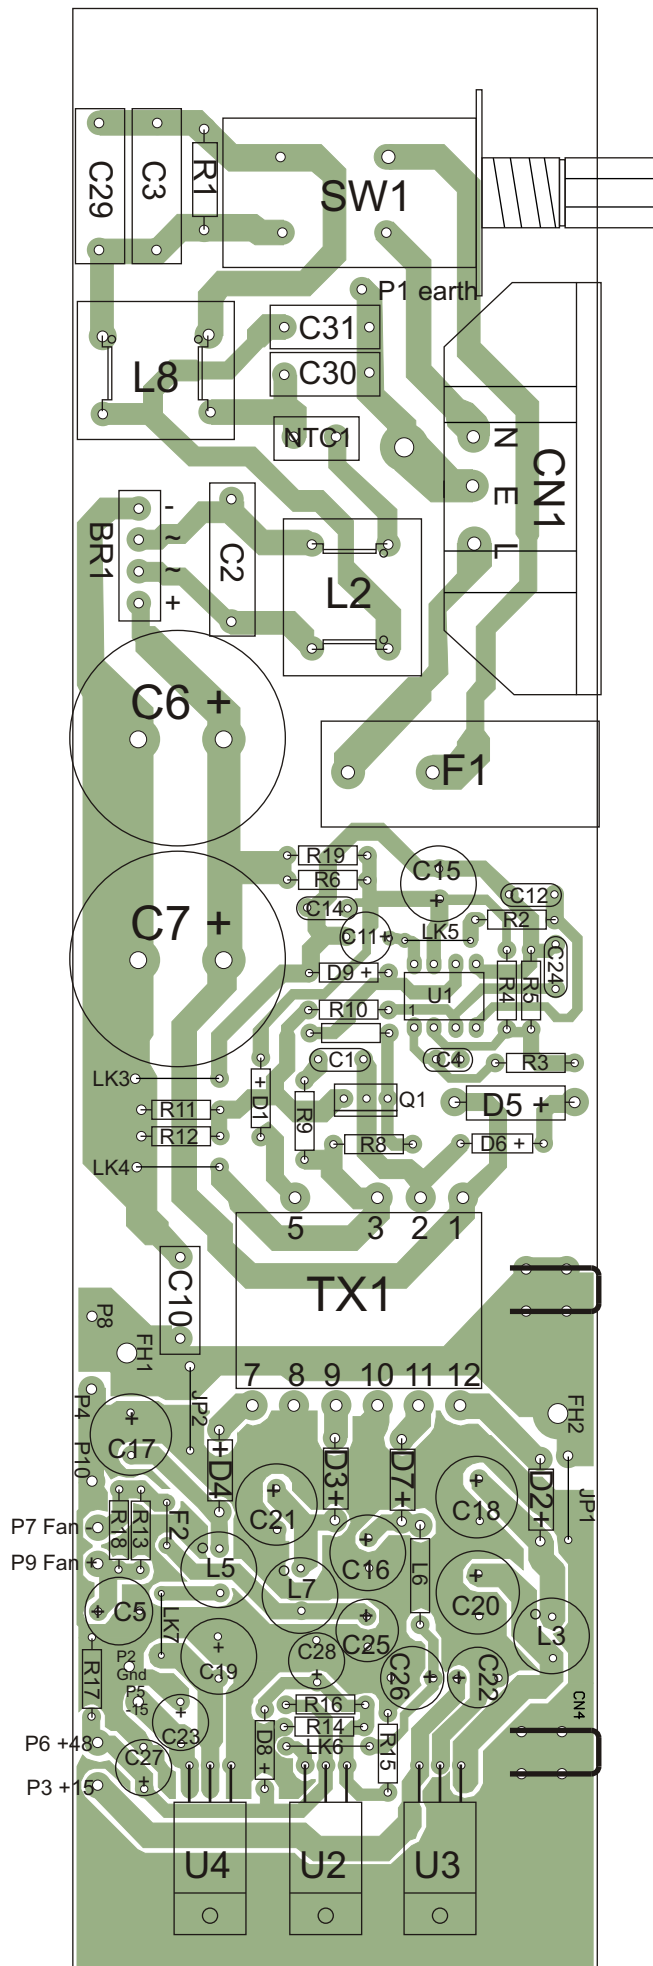 C29
C3
R1
SW1
P1 earth
C31
L8
C30
NTC1
N
E
L
CN1
BR1
-
~
~
+
C2
L2
C6 +
F1
R19
R6
C15
+
C12
C14
R2
C7 +
C11+
LK5
C24
D9 +
U1
R4
R5
R10
1
C1
C4
R3
LK3
+ D1
R9
Q1
D5 +
R11
R12
R8
D6 +
LK4
5
3
2
1
C10
TX1
P8
FH1
7
8
9
10
11
12
P4
JP2
FH2
+
C17
P10
+D4
D3+
D7+
+
C18
D2+
JP1
+
C21
P7 Fan -
R18
R13
F2
+
C16
P9 Fan +
L5
L7
L6
+
C20
+
C5
LK7
+
C25
L3
+
C19
C28
+
P2
Gnd
R17
C26
+
+
C22
P5
-15
+
C23
R16
CN4
R14
P6 +48
D8 +
LK6
R15
C27
+
P3 +15
U4
U2
U3